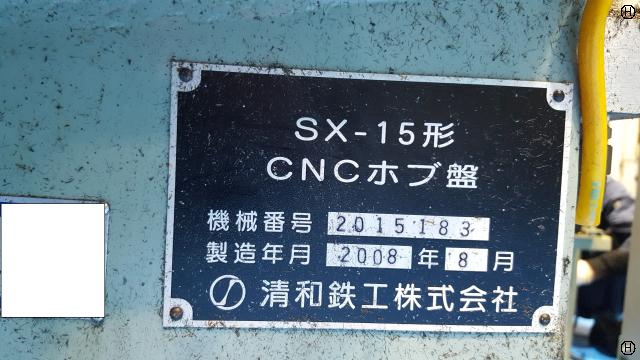 SX-15形
CNCホブ盤
機械番号 2015183
製造年月 2008 年 8 月
清和鉄工株式会社